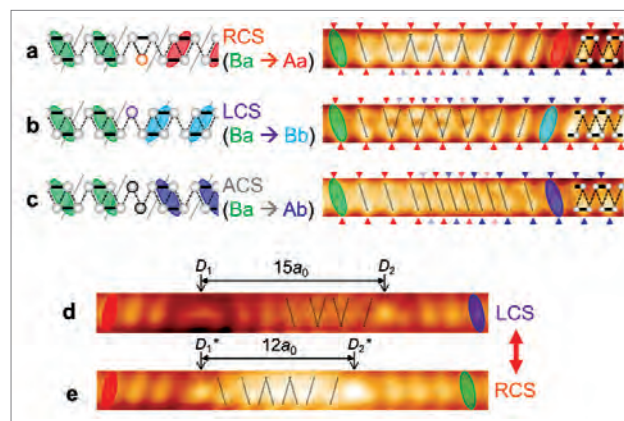 a RCS
(Ba → Aa)
b LCS
(Ba → Bb)
c ACS
(Ba → Ab)
D₁ 15a₀ D₂
d LCS
D₁* 12a₀ D₂*
e RCS